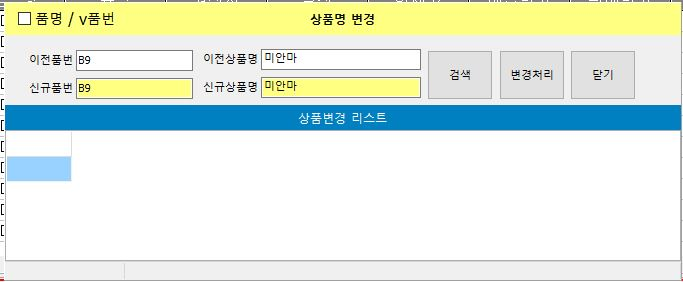 품명 / v품번 상품명 변경
이전품번 B9 이전상품명 미안마 검색 변경처리 닫기
신규품번 B9 신규상품명 미안마
상품변경 리스트